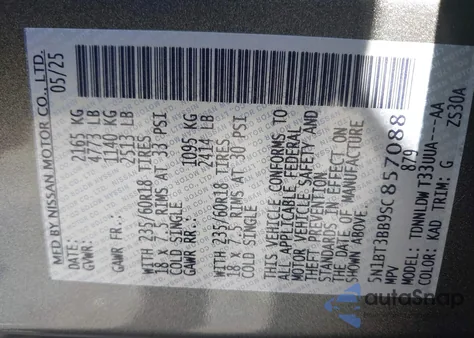 MFD BY NISSAN MOTOR CO., LTD.
DATE: 05/25
GVWR: 2165 KG
4773 LB
GAWR FR.: 1140 KG
2513 LB
WITH 235/60R18 TIRES
18 X 7.5 RIMS AT 33 PSI
COLD SINGLE
GAWR RR.: 1095 KG
2414 LB
WITH 235/60R18 TIRES
18 X 7.5 RIMS AT 30 PSI
COLD SINGLE
THIS VEHICLE CONFORMS TO
ALL APPLICABLE FEDERAL
MOTOR VEHICLE SAFETY AND
THEFT PREVENTION
STANDARDS IN EFFECT ON
THE DATE OF MANUFACTURE
SHOWN ABOVE.
5N1BT3BB9SC857088
MPV 879
MODEL: TDNNLDW T33UUA---AA
COLOR: KAD TRIM: G ZS30A
autoSnap